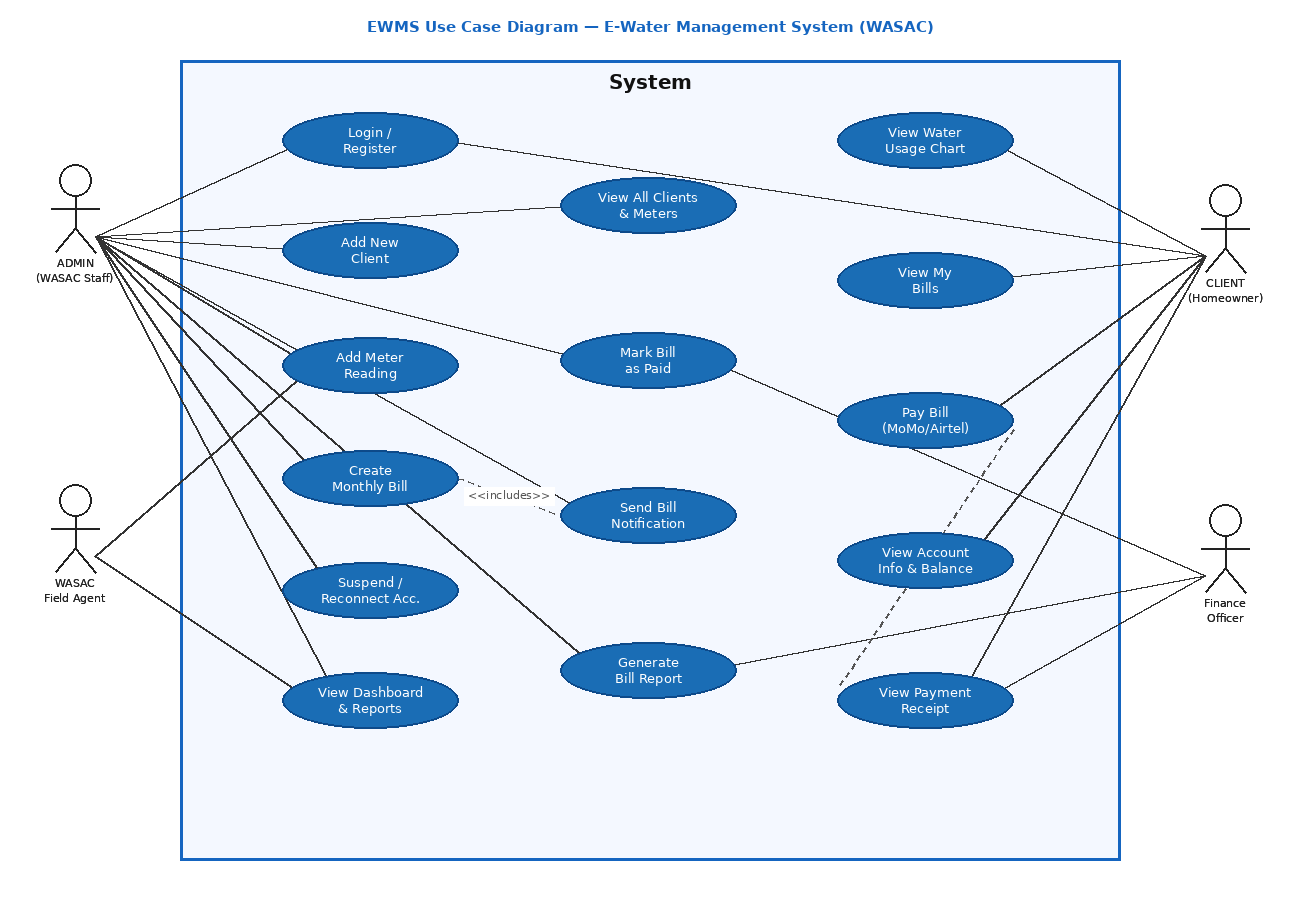 EWMS Use Case Diagram — E-Water Management System (WASAC)
System
Login /
Register
View Water
Usage Chart
View All Clients
& Meters
Add New
Client
ADMIN
(WASAC Staff)
View My
Bills
CLIENT
(Homeowner)
Add Meter
Reading
Mark Bill
as Paid
Pay Bill
(MoMo/Airtel)
Create
Monthly Bill
<<includes>>
Send Bill
Notification
View Account
Info & Balance
WASAC
Field Agent
Suspend /
Reconnect Acc.
Finance
Officer
Generate
Bill Report
View Dashboard
& Reports
View Payment
Receipt